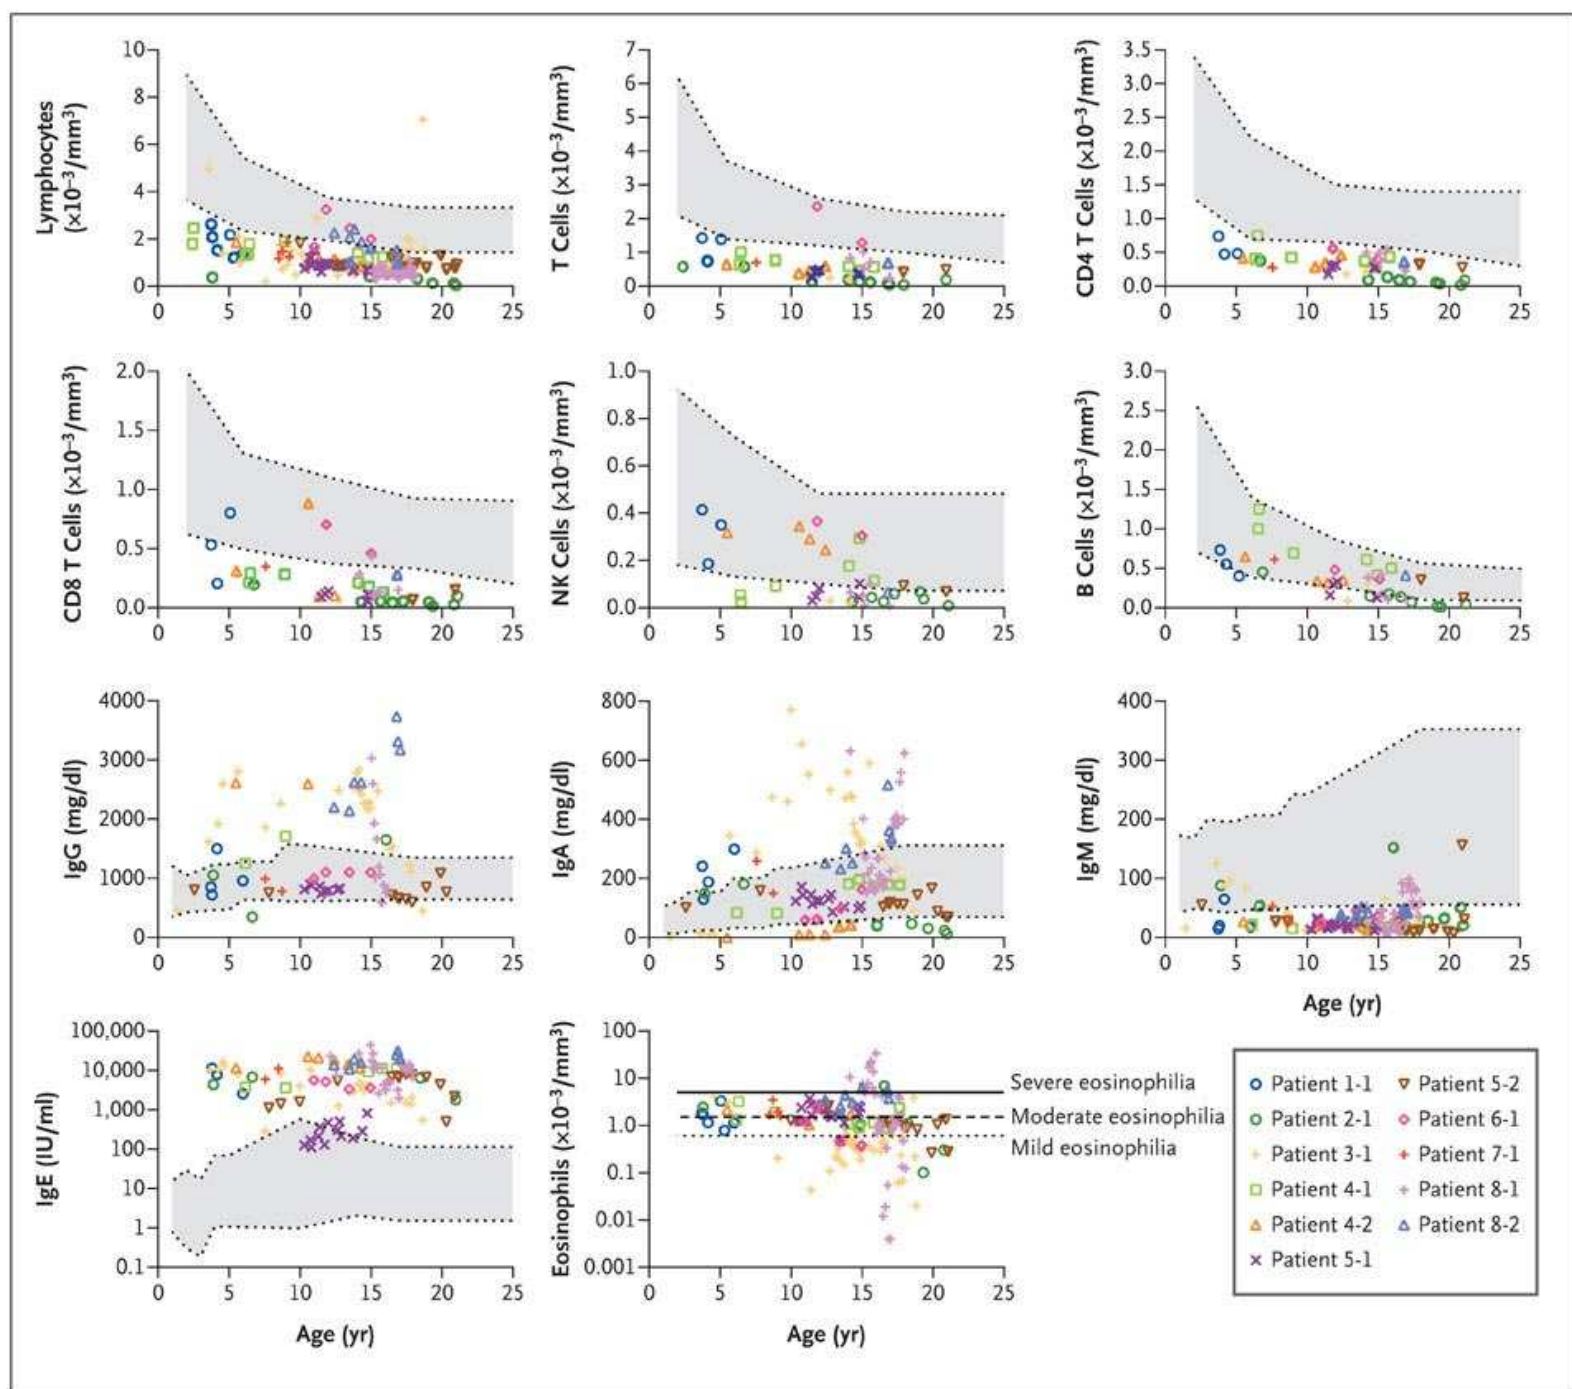 Lymphocytes
(×10⁻³/mm³)
10
8
6
4
2
0
0 5 10 15 20 25
T Cells (×10⁻³/mm³)
7
6
5
4
3
2
1
0
0 5 10 15 20 25
CD4 T Cells (×10⁻³/mm³)
3.5
3.0
2.5
2.0
1.5
1.0
0.5
0.0
0 5 10 15 20 25
CD8 T Cells (×10⁻³/mm³)
2.0
1.5
1.0
0.5
0.0
0 5 10 15 20 25
NK Cells (×10⁻³/mm³)
1.0
0.8
0.6
0.4
0.2
0.0
0 5 10 15 20 25
B Cells (×10⁻³/mm³)
3.0
2.5
2.0
1.5
1.0
0.5
0.0
0 5 10 15 20 25
IgG (mg/dl)
4000
3000
2000
1000
0
0 5 10 15 20 25
IgA (mg/dl)
800
600
400
200
0
0 5 10 15 20 25
IgM (mg/dl)
400
300
200
100
0
0 5 10 15 20 25
Age (yr)
IgE (IU/ml)
100,000
10,000
1,000
100
10
1
0.1
0 5 10 15 20 25
Age (yr)
Eosinophils (×10⁻³/mm³)
100
10
1.0
0.1
0.01
0.001
0 5 10 15 20 25
Age (yr)
Severe eosinophilia
Moderate eosinophilia
Mild eosinophilia
Patient 1-1
Patient 2-1
Patient 3-1
Patient 4-1
Patient 4-2
Patient 5-1
Patient 5-2
Patient 6-1
Patient 7-1
Patient 8-1
Patient 8-2